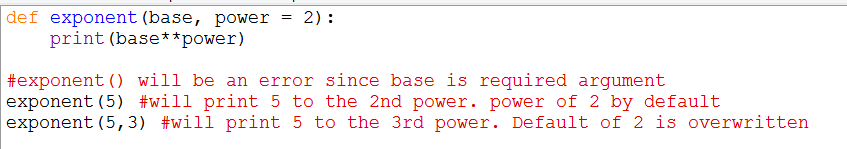 def exponent(base, power = 2):
    print(base**power)
#exponent() will be an error since base is required argument
exponent(5) #will print 5 to the 2nd power. power of 2 by default
exponent(5,3) #will print 5 to the 3rd power. Default of 2 is overwritten